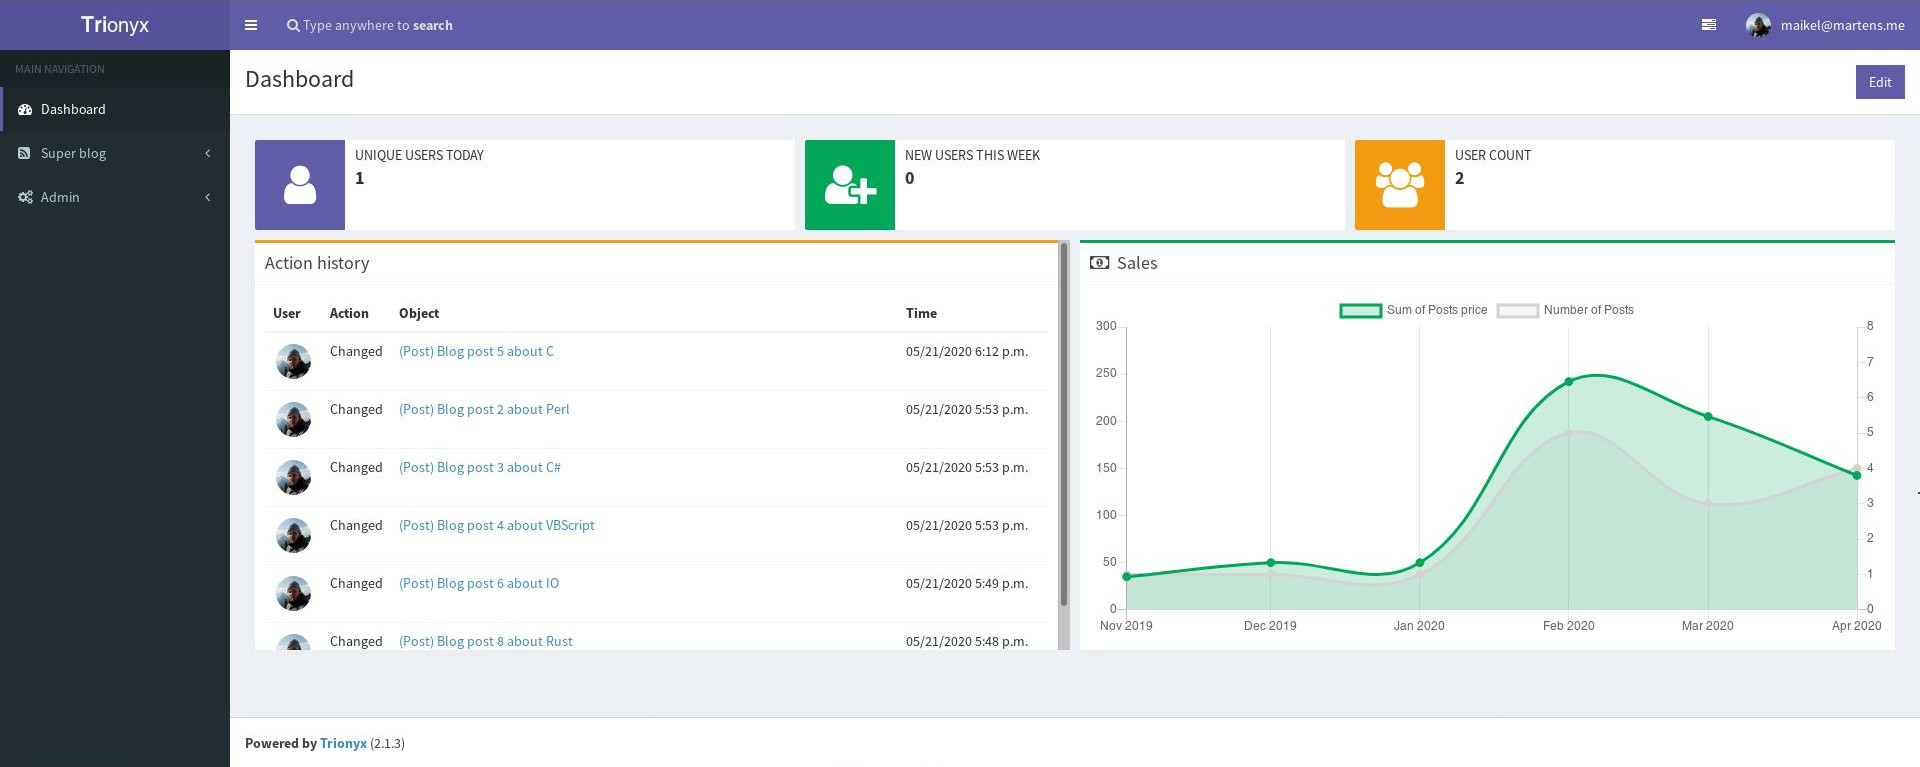 Trionyx
Type anywhere to search
maikel@martens.me
MAIN NAVIGATION
Dashboard
Super blog
Admin
Dashboard
Edit
UNIQUE USERS TODAY
1
NEW USERS THIS WEEK
0
USER COUNT
2
Action history
User Action Object Time
Changed (Post) Blog post 5 about C 05/21/2020 6:12 p.m.
Changed (Post) Blog post 2 about Perl 05/21/2020 5:53 p.m.
Changed (Post) Blog post 3 about C# 05/21/2020 5:53 p.m.
Changed (Post) Blog post 4 about VBScript 05/21/2020 5:53 p.m.
Changed (Post) Blog post 6 about IO 05/21/2020 5:49 p.m.
Changed (Post) Blog post 8 about Rust 05/21/2020 5:48 p.m.
Sales
Sum of Posts price Number of Posts
300 8
7
250
6
200
5
150 4
3
100
2
50
1
0 0
Nov 2019 Dec 2019 Jan 2020 Feb 2020 Mar 2020 Apr 2020
Powered by Trionyx (2.1.3)